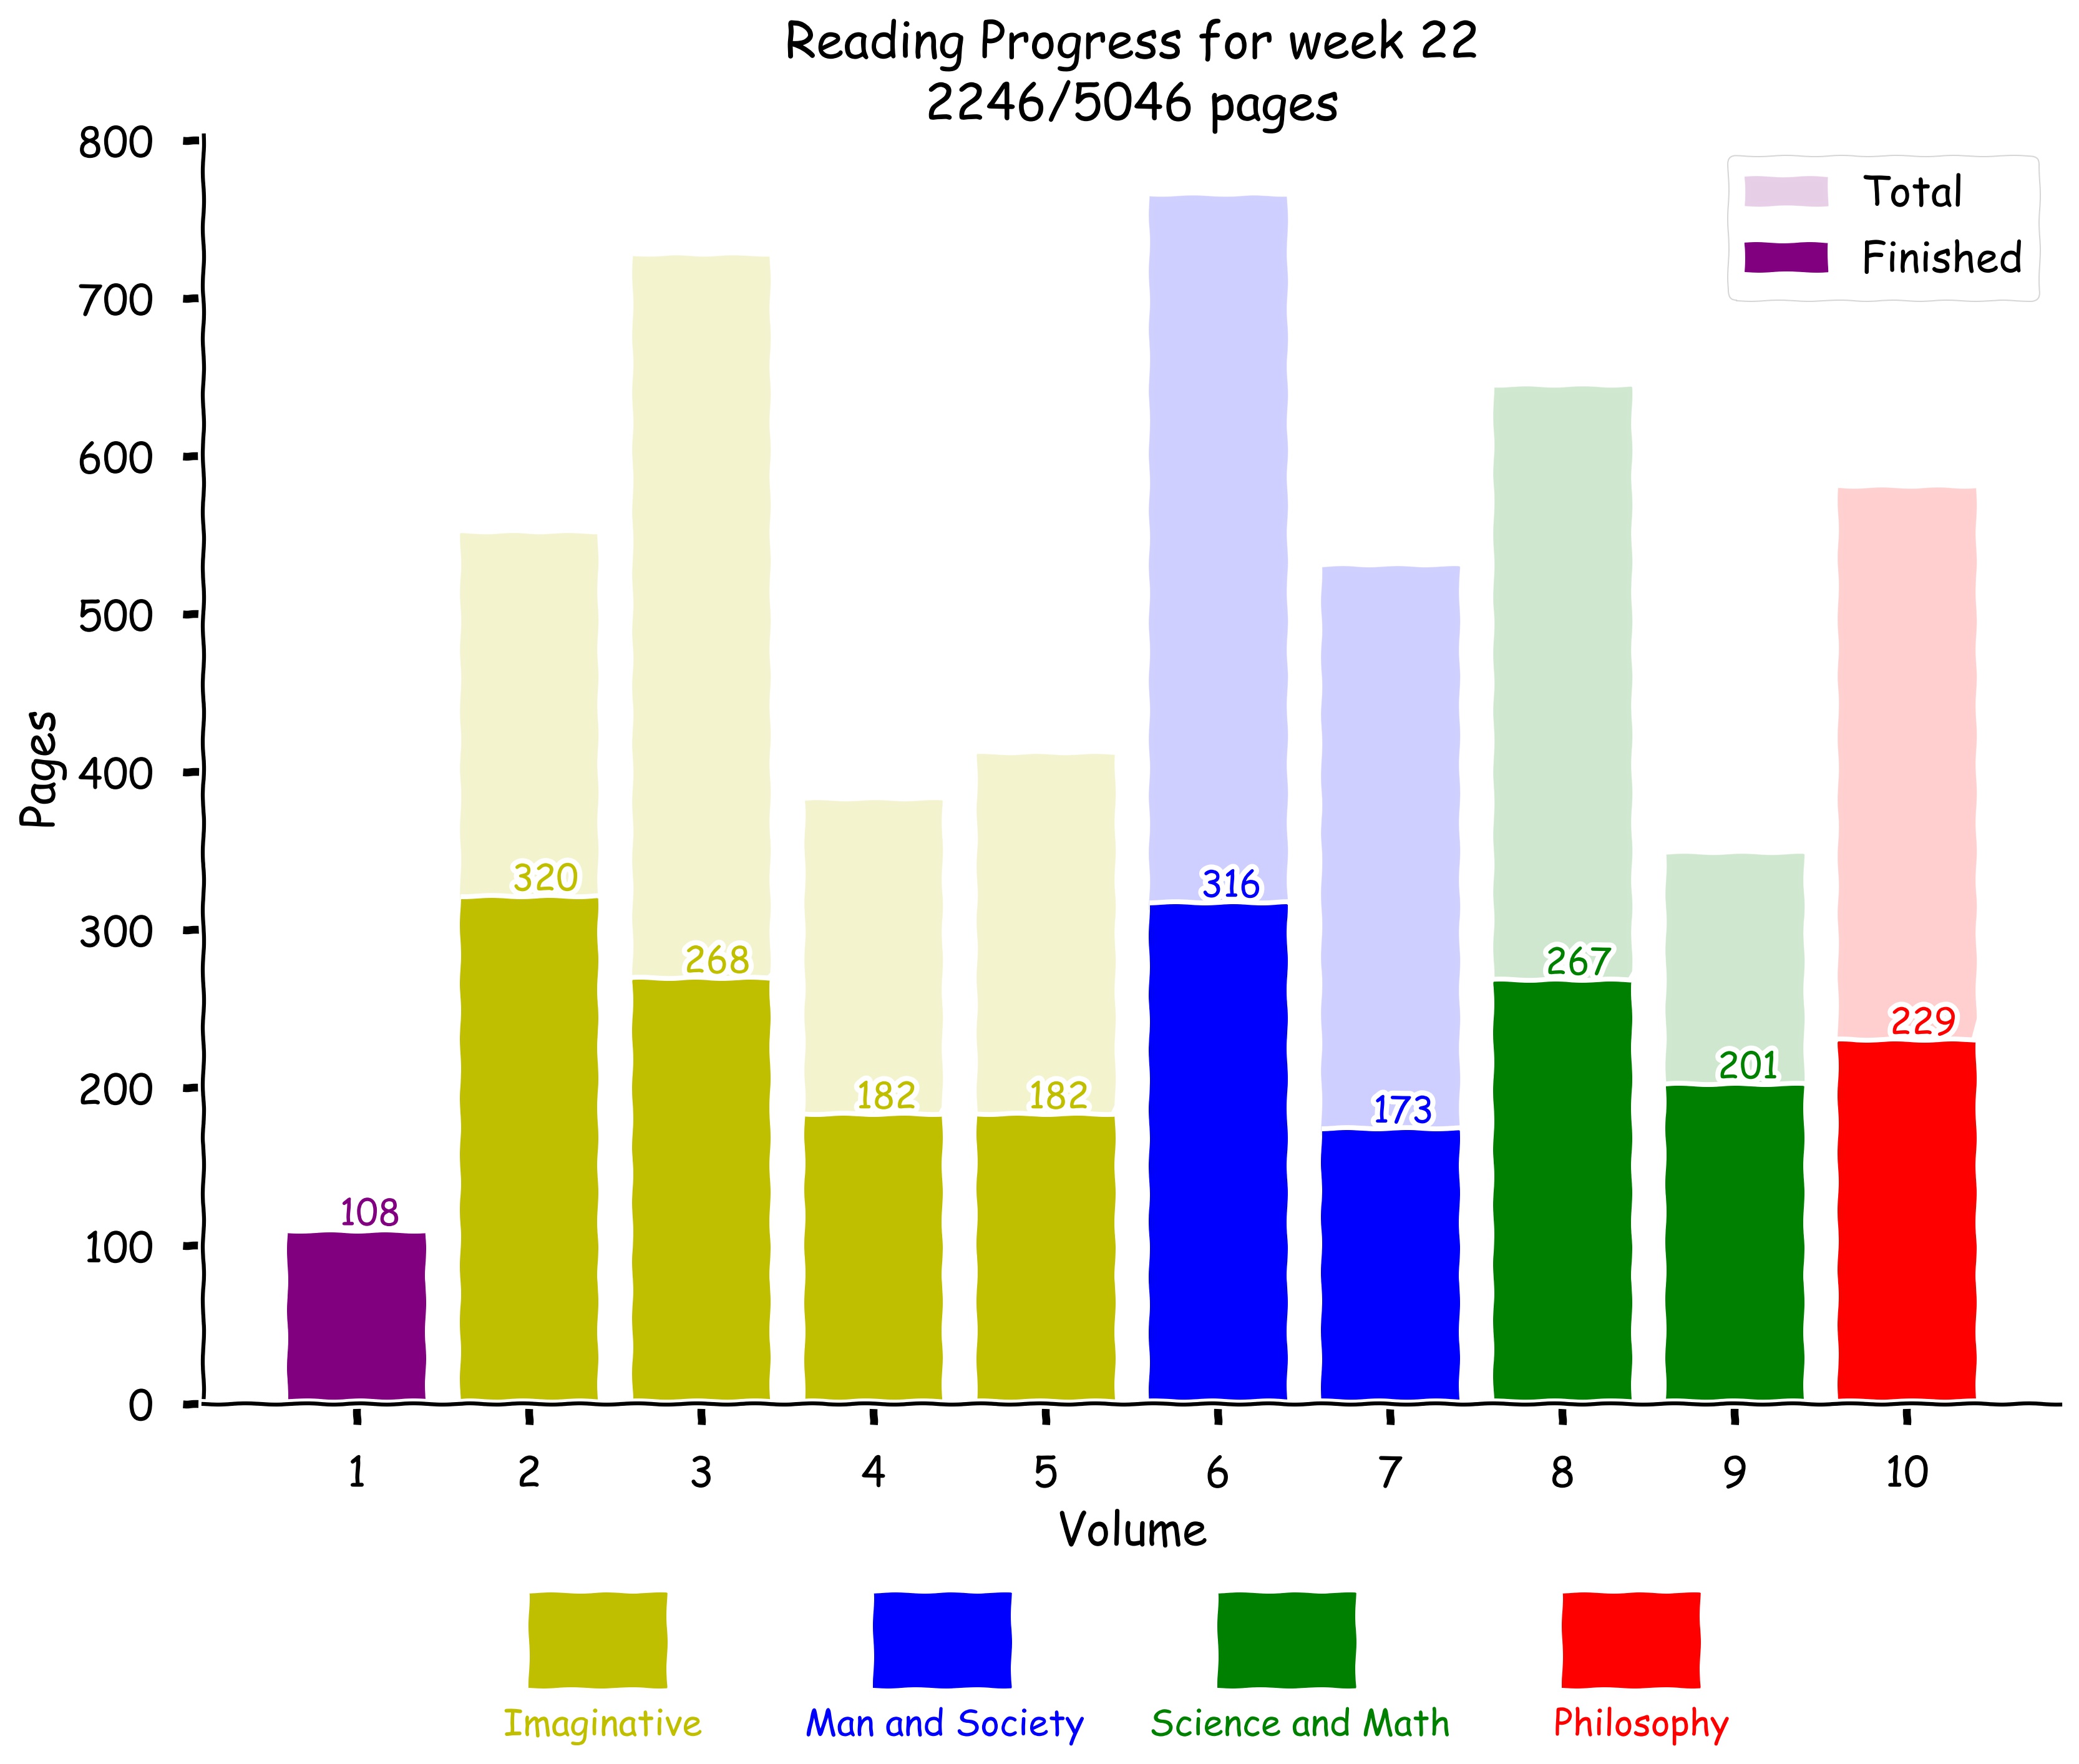 Reading Progress for week 22
2246/5046 pages
Total
Finished
Pages
800
700
600
500
400
300
200
100
0
108
320
268
182
182
316
173
267
201
229
1 2 3 4 5 6 7 8 9 10
Volume
Imaginative Man and Society Science and Math Philosophy